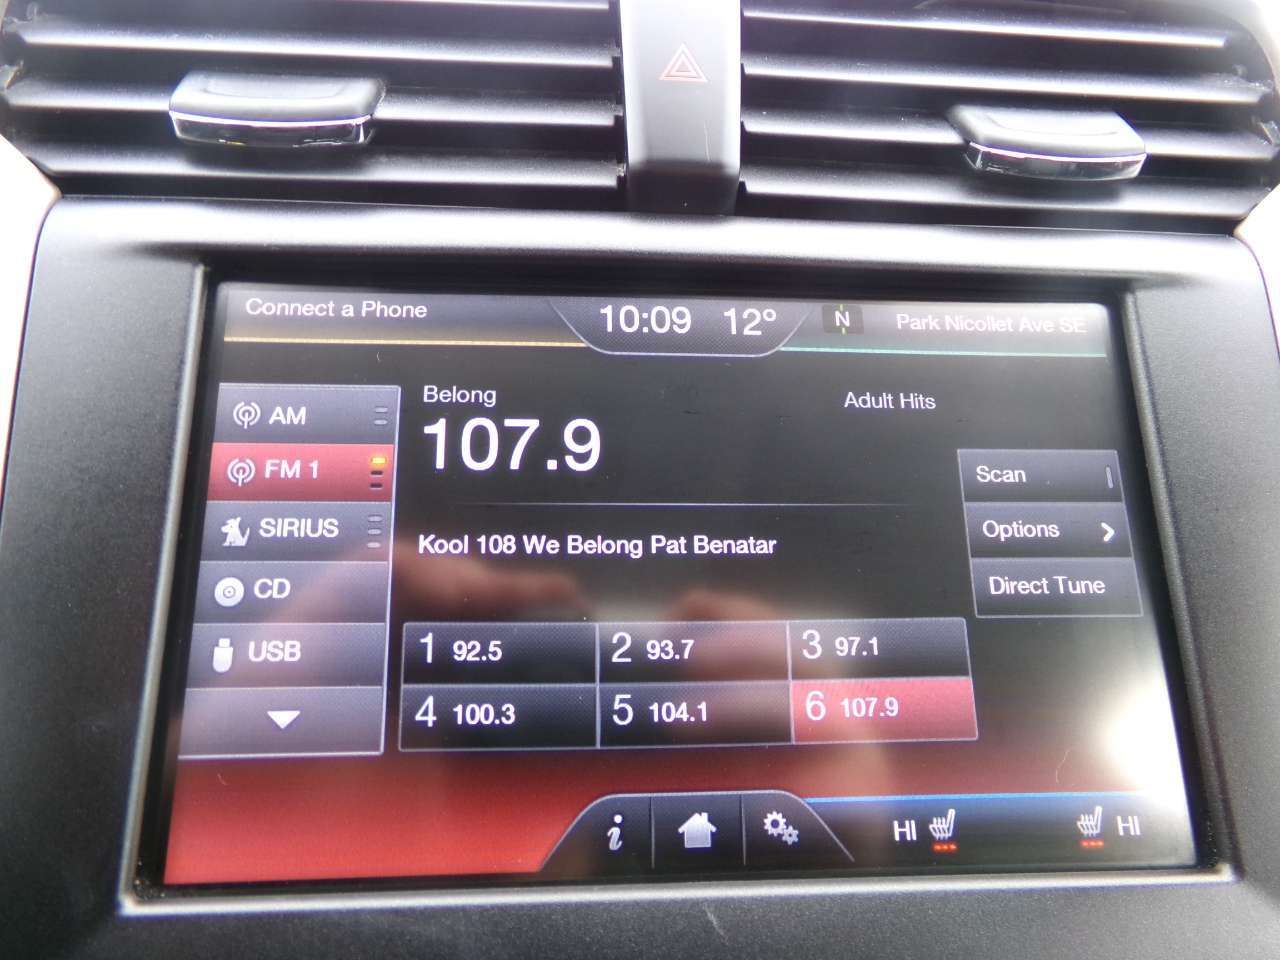 Connect a Phone
10:09 12°
N
Park Nicollet Ave SE
AM
FM 1
SIRIUS
CD
USB
Belong
107.9
Adult Hits
Kool 108 We Belong Pat Benatar
Scan
Options
Direct Tune
1 92.5
2 93.7
3 97.1
4 100.3
5 104.1
6 107.9
i
HI
HI